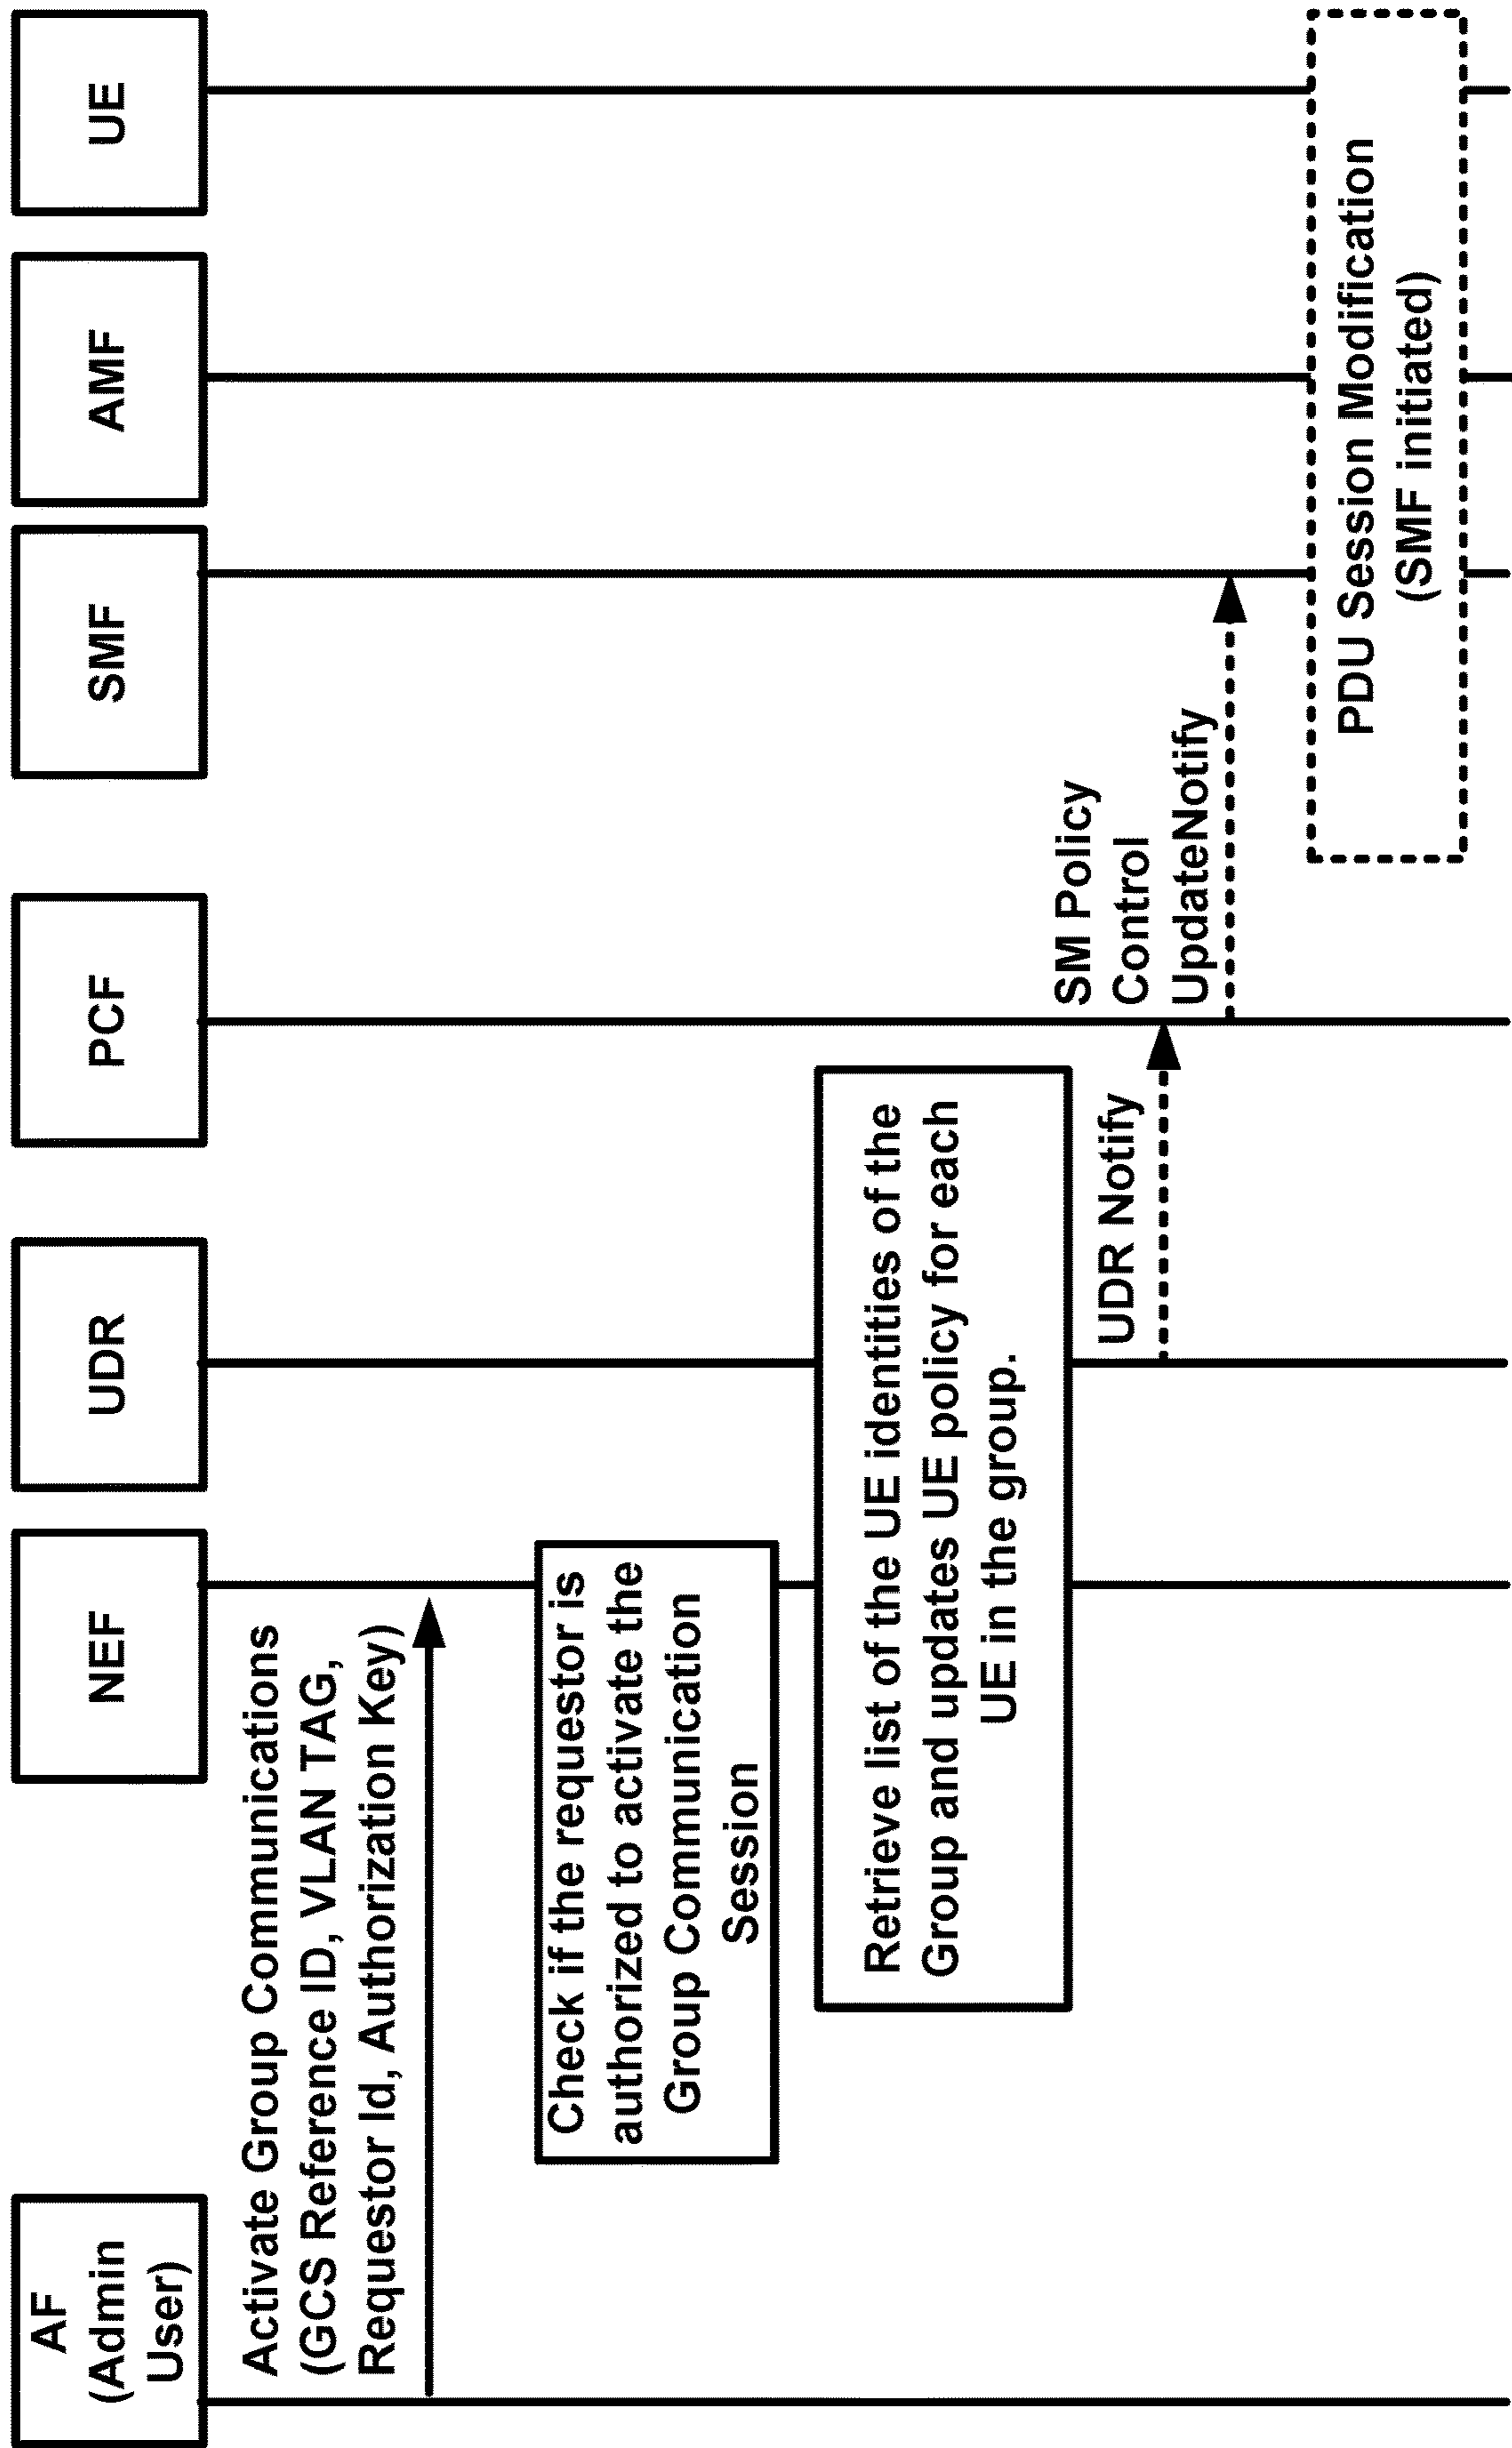 AF
(Admin
User)
NEF
UDR
PCF
SMF
AMF
UE
Activate Group Communications
(GCS Reference ID, VLAN TAG,
Requestor Id, Authorization Key)
Check if the requestor is
authorized to activate the
Group Communication
Session
Retrieve list of the UE identities of the
Group and updates UE policy for each
UE in the group.
UDR Notify
SM Policy
Control
UpdateNotify
PDU Session Modification
(SMF initiated)